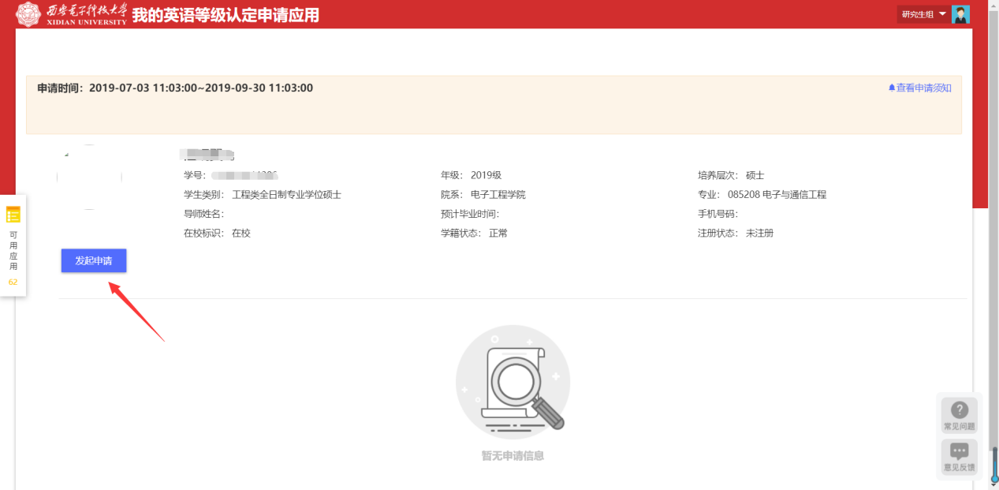 西安电子科技大学
XIDIAN UNIVERSITY
我的英语等级认定申请应用
研究生组
申请时间：2019-07-03 11:03:00~2019-09-30 11:03:00
查看申请须知
学号：
年级： 2019级
培养层次： 硕士
学生类别： 工程类全日制专业学位硕士
院系： 电子工程学院
专业： 085208 电子与通信工程
导师姓名：
预计毕业时间：
手机号码：
在校标识： 在校
学籍状态： 正常
注册状态： 未注册
可用应用
62
发起申请
暂无申请信息
常见问题
意见反馈